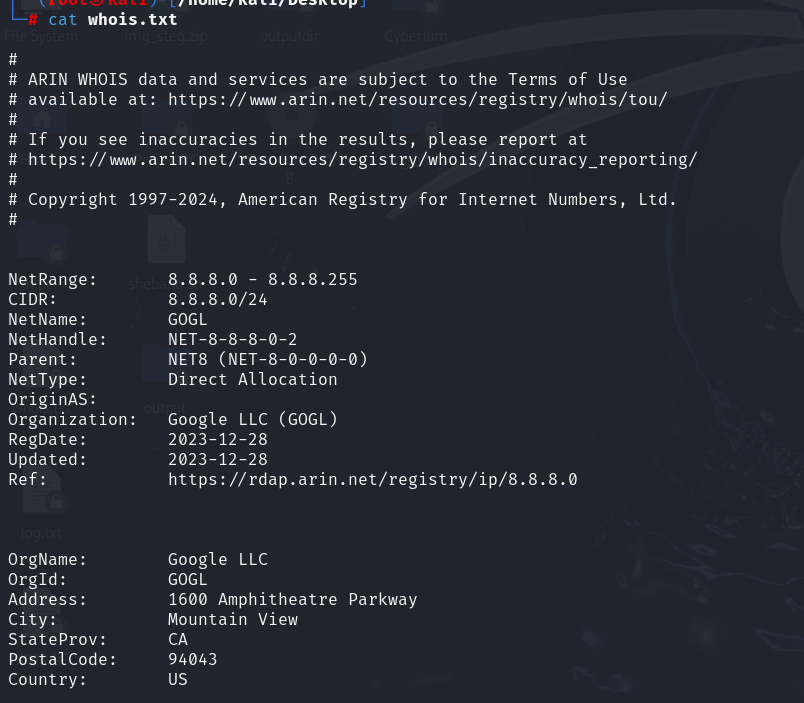 (root㉿kali)-[/home/kali/Desktop]
# cat whois.txt
File System img_steg.zip outputdir Cyberium
#
# ARIN WHOIS data and services are subject to the Terms of Use
# available at: https://www.arin.net/resources/registry/whois/tou/
#
# If you see inaccuracies in the results, please report at
# https://www.arin.net/resources/registry/whois/inaccuracy_reporting/
#
# Copyright 1997-2024, American Registry for Internet Numbers, Ltd.
#
NetRange: 8.8.8.0 - 8.8.8.255
CIDR: 8.8.8.0/24
NetName: GOGL
NetHandle: NET-8-8-8-0-2
Parent: NET8 (NET-8-0-0-0-0)
NetType: Direct Allocation
OriginAS:
output
Organization: Google LLC (GOGL)
RegDate: 2023-12-28
Updated: 2023-12-28
Ref: https://rdap.arin.net/registry/ip/8.8.8.0
log.txt
OrgName: Google LLC
OrgId: GOGL
Address: 1600 Amphitheatre Parkway
City: Mountain View
StateProv: CA
PostalCode: 94043
Country: US